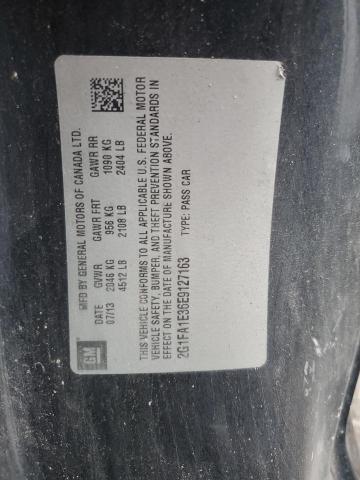 MFD BY GENERAL MOTORS OF CANADA LTD.
DATE GVWR GAWR FRT GAWR RR
07/13 2046 KG 956 KG 1090 KG
4512 LB 2108 LB 2404 LB
THIS VEHICLE CONFORMS TO ALL APPLICABLE U.S. FEDERAL MOTOR
VEHICLE SAFETY, BUMPER, AND THEFT PREVENTION STANDARDS IN
EFFECT ON THE DATE OF MANUFACTURE SHOWN ABOVE.
2G1FA1E36E9127163 TYPE: PASS CAR
GM